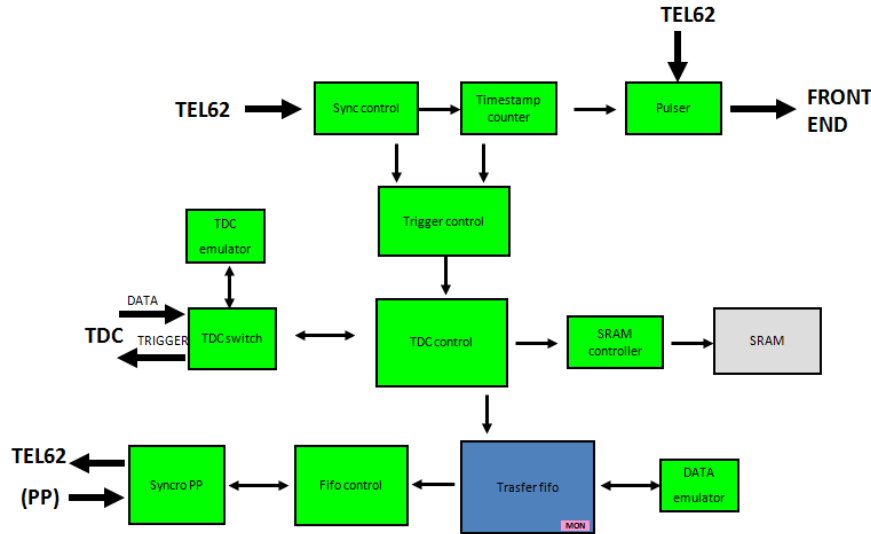 TEL62
TEL62
Sync control
Timestamp
counter
Pulser
FRONT
END
Trigger control
TDC
emulator
DATA
TDC
TRIGGER
TDC switch
TDC control
SRAM
controller
SRAM
TEL62
(PP)
Syncro PP
Fifo control
Trasfer fifo
MON
DATA
emulator